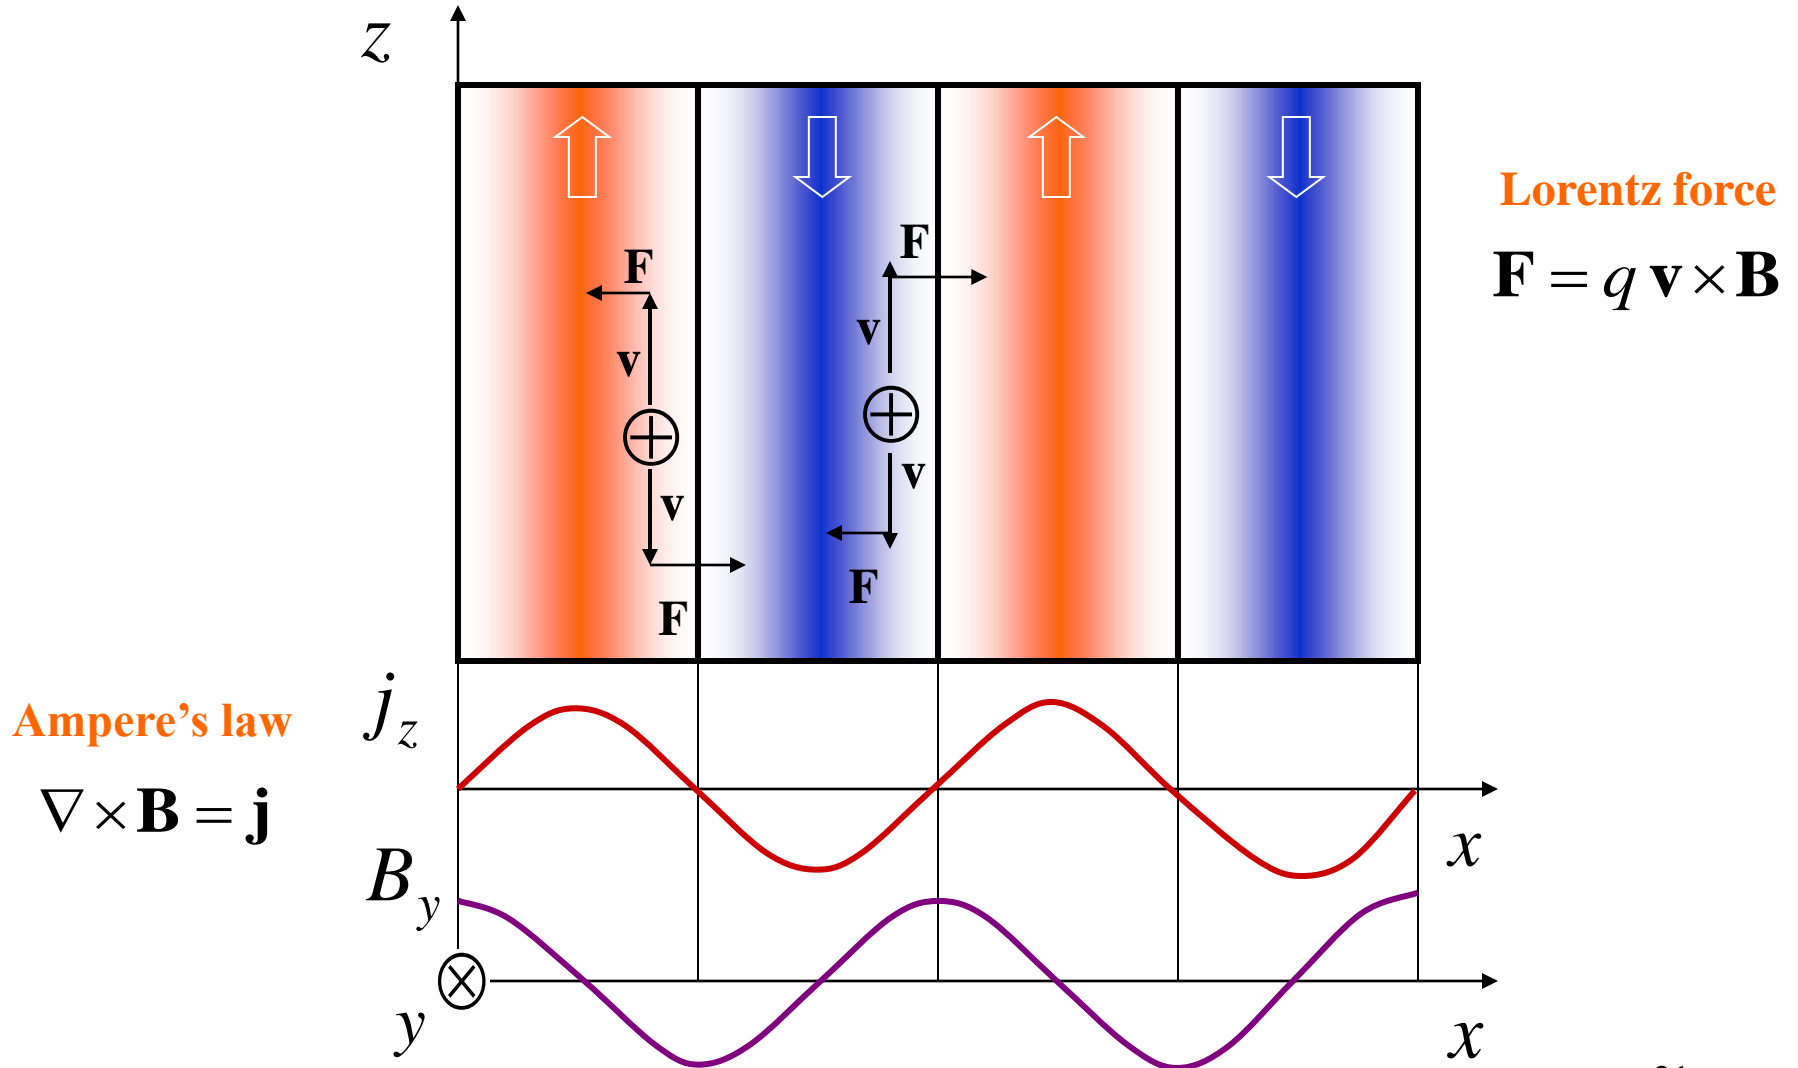 z
Lorentz force
F = q v × B
F
F
v
v
v
v
F
F
j_z
Ampere's law
∇ × B = j
x
B_y
y
x